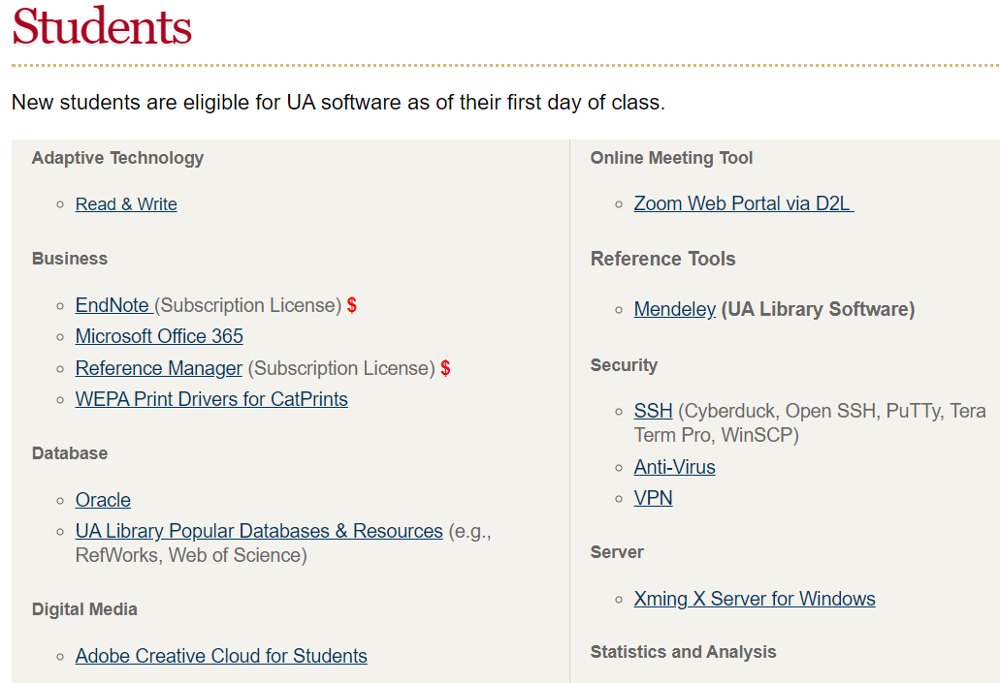 Students
New students are eligible for UA software as of their first day of class.
Adaptive Technology
Read & Write
Business
EndNote (Subscription License) $
Microsoft Office 365
Reference Manager (Subscription License) $
WEPA Print Drivers for CatPrints
Database
Oracle
UA Library Popular Databases & Resources (e.g.,
RefWorks, Web of Science)
Digital Media
Adobe Creative Cloud for Students
Online Meeting Tool
Zoom Web Portal via D2L
Reference Tools
Mendeley (UA Library Software)
Security
SSH (Cyberduck, Open SSH, PuTTy, Tera
Term Pro, WinSCP)
Anti-Virus
VPN
Server
Xming X Server for Windows
Statistics and Analysis